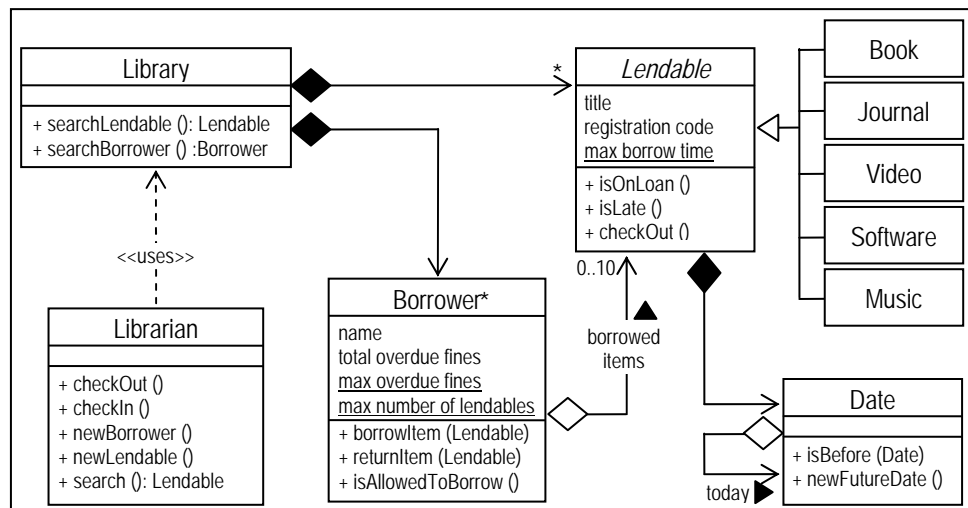 Library
+ searchLendable (): Lendable
+ searchBorrower () :Borrower
*
Lendable
title
registration code
max borrow time
+ isOnLoan ()
+ isLate ()
+ checkOut ()
Book
Journal
Video
Software
Music
<<uses>>
Librarian
+ checkOut ()
+ checkIn ()
+ newBorrower ()
+ newLendable ()
+ search (): Lendable
Borrower*
name
total overdue fines
max overdue fines
max number of lendables
+ borrowItem (Lendable)
+ returnItem (Lendable)
+ isAllowedToBorrow ()
0..10
borrowed
items
Date
+ isBefore (Date)
+ newFutureDate ()
today